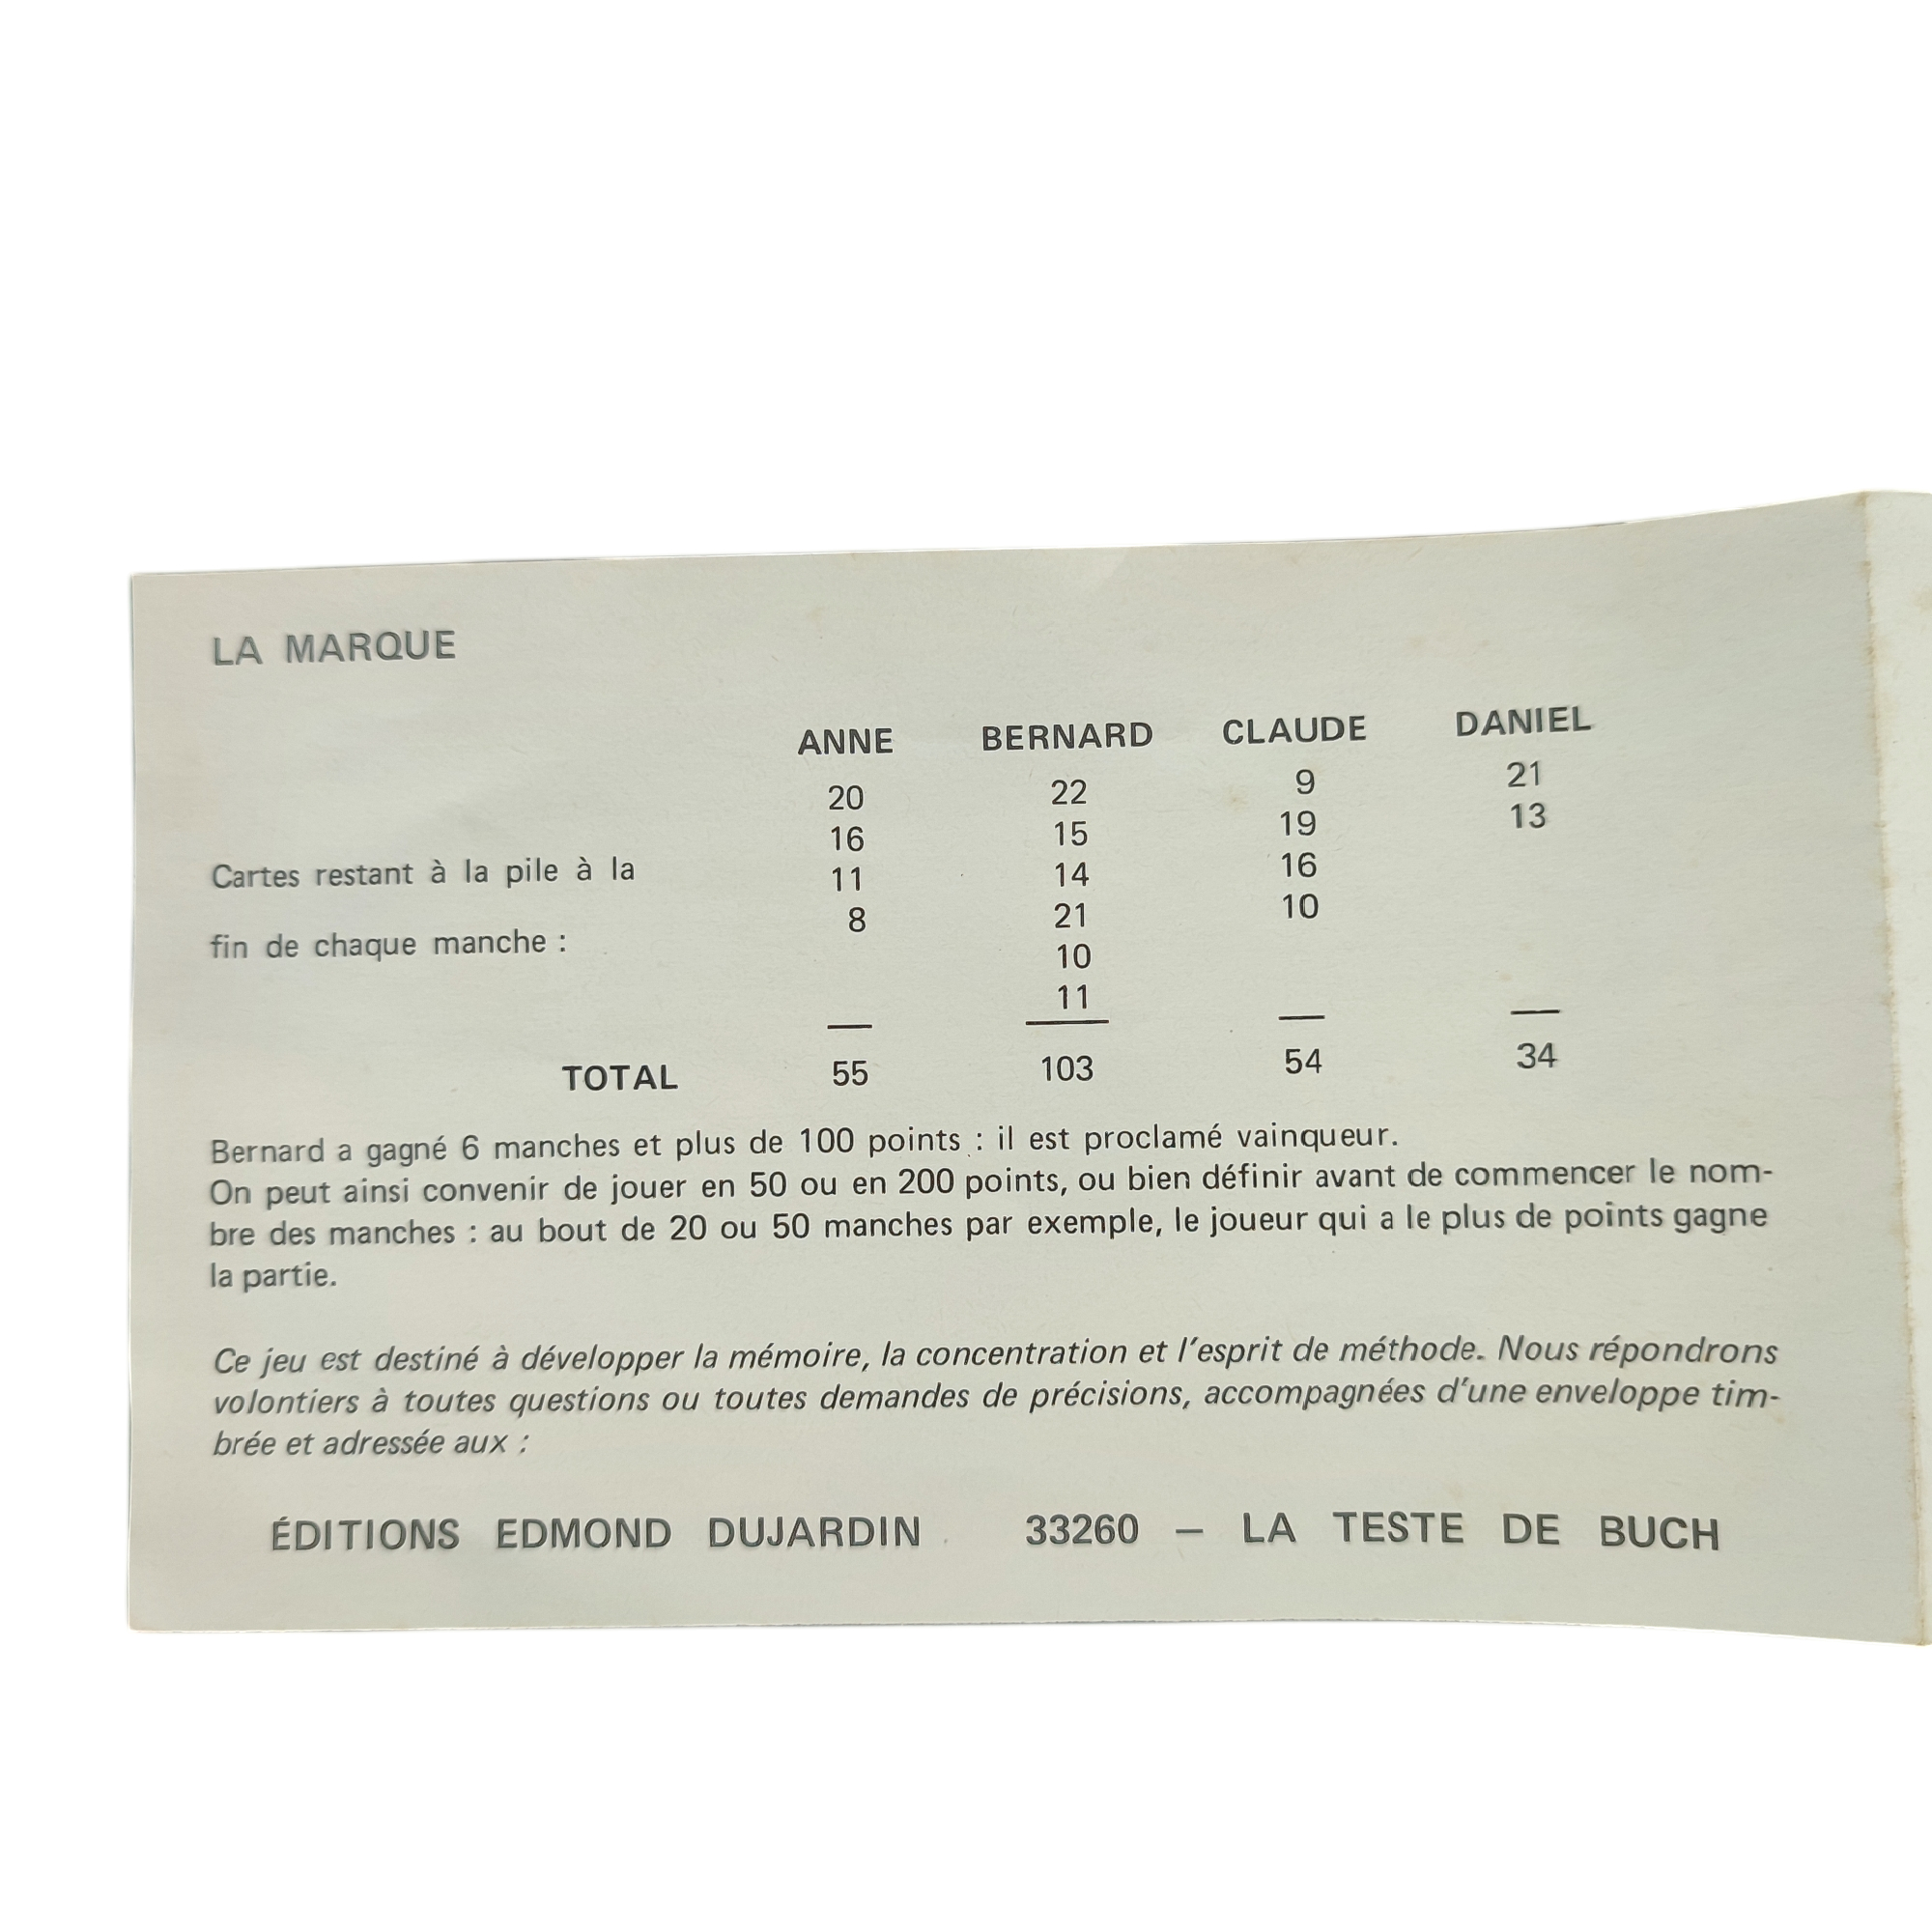 LA MARQUE
ANNE BERNARD CLAUDE DANIEL
20 22 9 21
16 15 19 13
Cartes restant à la pile à la 11 14 16
8 21 10
fin de chaque manche : 10
11
TOTAL 55 103 54 34
Bernard a gagné 6 manches et plus de 100 points : il est proclamé vainqueur.
On peut ainsi convenir de jouer en 50 ou en 200 points, ou bien définir avant de commencer le nom-
bre des manches : au bout de 20 ou 50 manches par exemple, le joueur qui a le plus de points gagne
la partie.
Ce jeu est destiné à développer la mémoire, la concentration et l'esprit de méthode. Nous répondrons
volontiers à toutes questions ou toutes demandes de précisions, accompagnées d'une enveloppe tim-
brée et adressée aux :
ÉDITIONS EDMOND DUJARDIN 33260 — LA TESTE DE BUCH